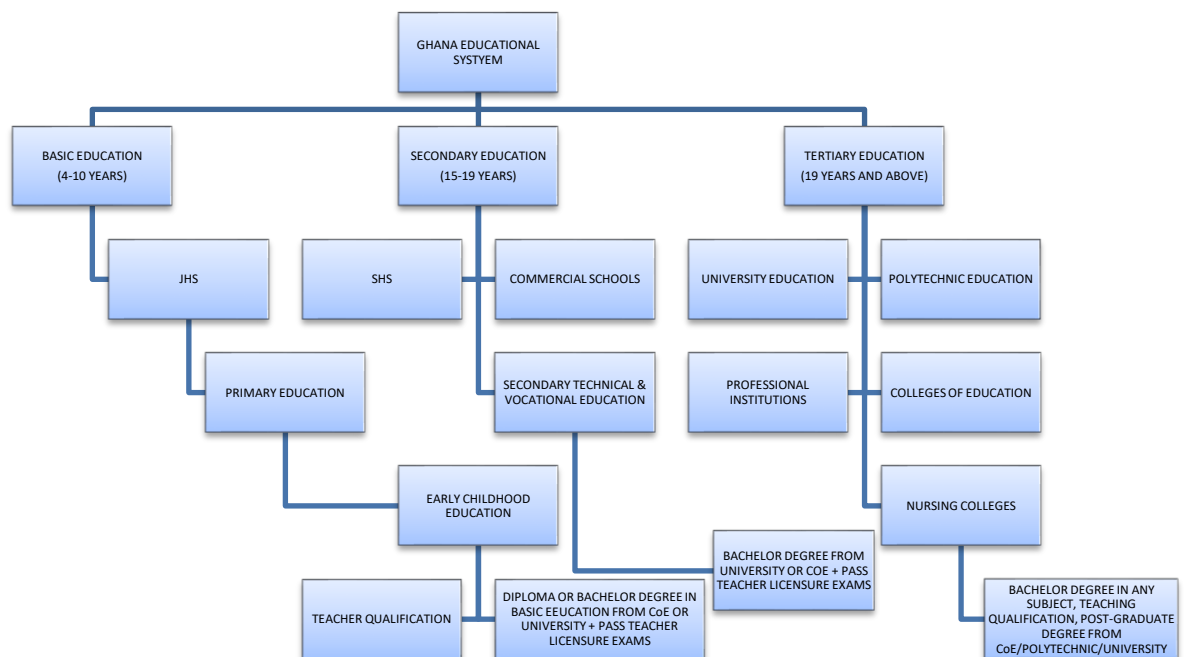 GHANA EDUCATIONAL
SYSTYEM
BASIC EDUCATION
(4-10 YEARS)
SECONDARY EDUCATION
(15-19 YEARS)
TERTIARY EDUCATION
(19 YEARS AND ABOVE)
JHS
SHS
COMMERCIAL SCHOOLS
UNIVERSITY EDUCATION
POLYTECHNIC EDUCATION
PRIMARY EDUCATION
SECONDARY TECHNICAL &
VOCATIONAL EDUCATION
PROFESSIONAL
INSTITUTIONS
COLLEGES OF EDUCATION
EARLY CHILDHOOD
EDUCATION
NURSING COLLEGES
BACHELOR DEGREE FROM
UNIVERSITY OR COE + PASS
TEACHER LICENSURE EXAMS
TEACHER QUALIFICATION
DIPLOMA OR BACHELOR DEGREE IN
BASIC EEUCATION FROM CoE OR
UNIVERSITY + PASS TEACHER
LICENSURE EXAMS
BACHELOR DEGREE IN ANY
SUBJECT, TEACHING
QUALIFICATION, POST-GRADUATE
DEGREE FROM
CoE/POLYTECHNIC/UNIVERSITY